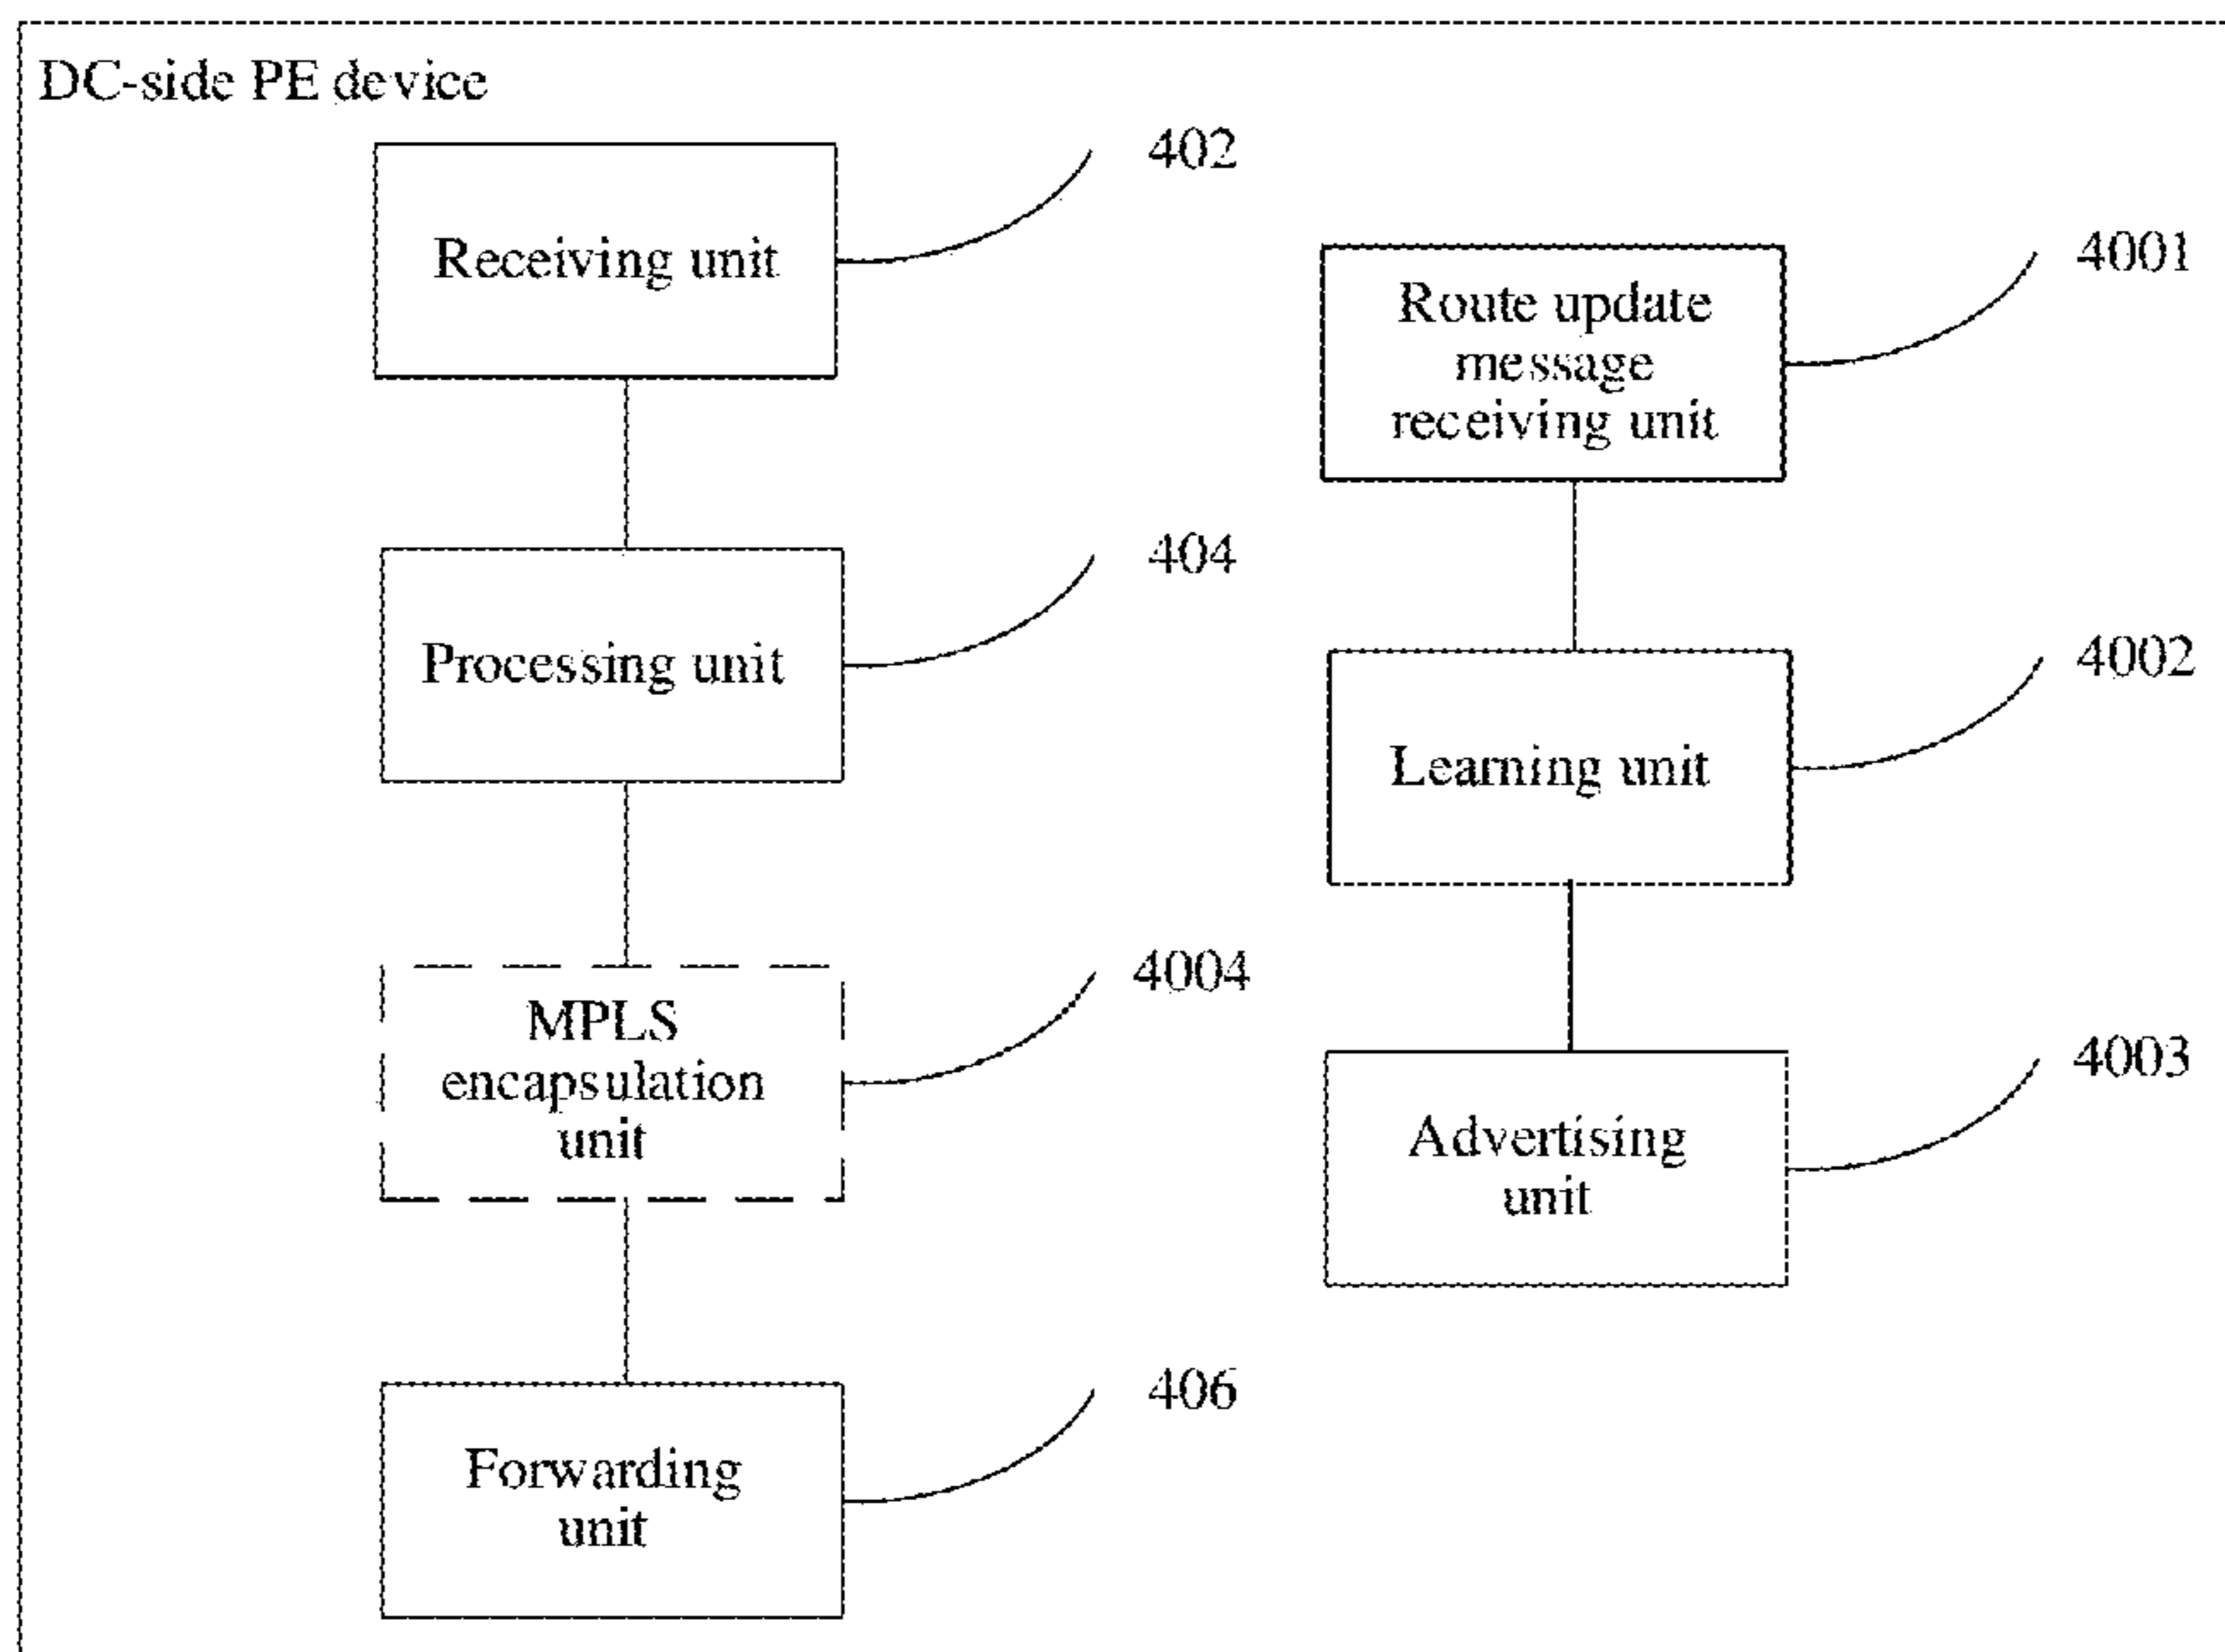 DC-side PE device
402
Receiving unit
404
Processing unit
4004
MPLS
encapsulation
unit
406
Forwarding
unit
4001
Route update
message
receiving unit
4002
Learning unit
4003
Advertising
unit